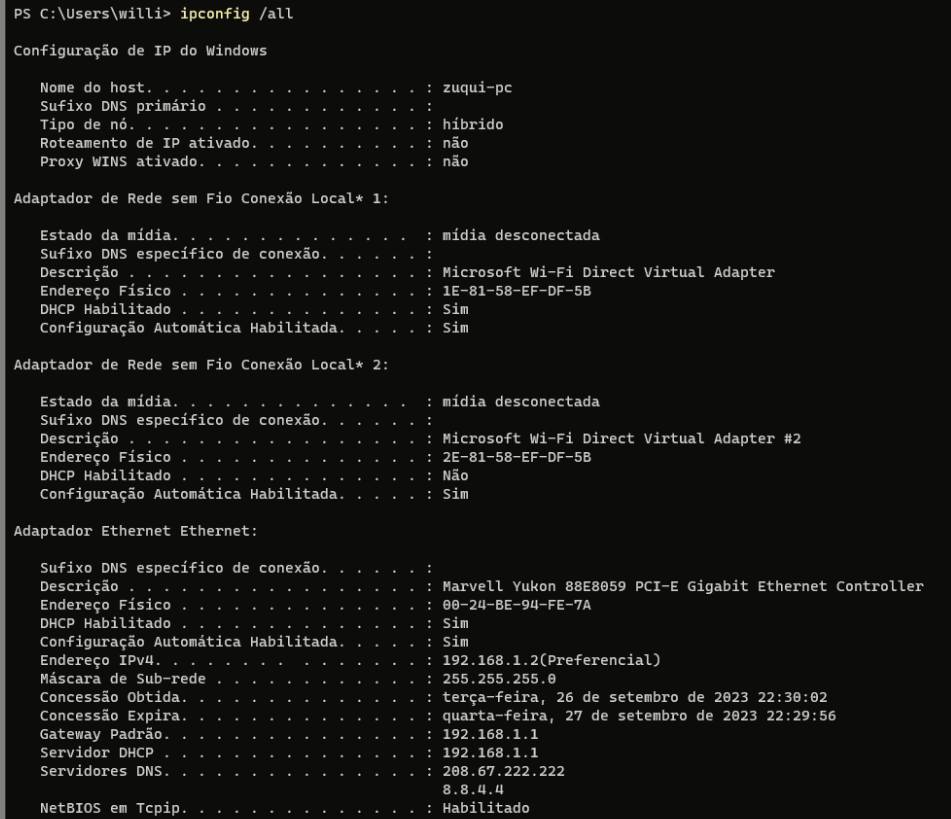 PS C:\Users\willi> ipconfig /all
Configuração de IP do Windows
Nome do host. . . . . . . . . . . . . . . . : zuqui-pc
Sufixo DNS primário . . . . . . . . . . . . :
Tipo de nó. . . . . . . . . . . . . . . . . : híbrido
Roteamento de IP ativado. . . . . . . . . . : não
Proxy WINS ativado. . . . . . . . . . . . . : não
Adaptador de Rede sem Fio Conexão Local* 1:
Estado da mídia. . . . . . . . . . . . . .  : mídia desconectada
Sufixo DNS específico de conexão. . . . . . :
Descrição . . . . . . . . . . . . . . . . . : Microsoft Wi-Fi Direct Virtual Adapter
Endereço Físico . . . . . . . . . . . . . . : 1E-81-58-EF-DF-5B
DHCP Habilitado . . . . . . . . . . . . . . : Sim
Configuração Automática Habilitada. . . . . : Sim
Adaptador de Rede sem Fio Conexão Local* 2:
Estado da mídia. . . . . . . . . . . . . .  : mídia desconectada
Sufixo DNS específico de conexão. . . . . . :
Descrição . . . . . . . . . . . . . . . . . : Microsoft Wi-Fi Direct Virtual Adapter #2
Endereço Físico . . . . . . . . . . . . . . : 2E-81-58-EF-DF-5B
DHCP Habilitado . . . . . . . . . . . . . . : Não
Configuração Automática Habilitada. . . . . : Sim
Adaptador Ethernet Ethernet:
Sufixo DNS específico de conexão. . . . . . :
Descrição . . . . . . . . . . . . . . . . . : Marvell Yukon 88E8059 PCI-E Gigabit Ethernet Controller
Endereço Físico . . . . . . . . . . . . . . : 00-24-BE-94-FE-7A
DHCP Habilitado . . . . . . . . . . . . . . : Sim
Configuração Automática Habilitada. . . . . : Sim
Endereço IPv4. . . . . . . .  . . . . . . . : 192.168.1.2(Preferencial)
Máscara de Sub-rede . . . . . . . . . . . . : 255.255.255.0
Concessão Obtida. . . . . . . . . . . . . . : terça-feira, 26 de setembro de 2023 22:30:02
Concessão Expira. . . . . . . . . . . . . . : quarta-feira, 27 de setembro de 2023 22:29:56
Gateway Padrão. . . . . . . . . . . . . . . : 192.168.1.1
Servidor DHCP . . . . . . . . . . . . . . . : 192.168.1.1
Servidores DNS. . . . . . . . . . . . . . . : 208.67.222.222
8.8.4.4
NetBIOS em Tcpip. . . . . . . . . . . . . . : Habilitado